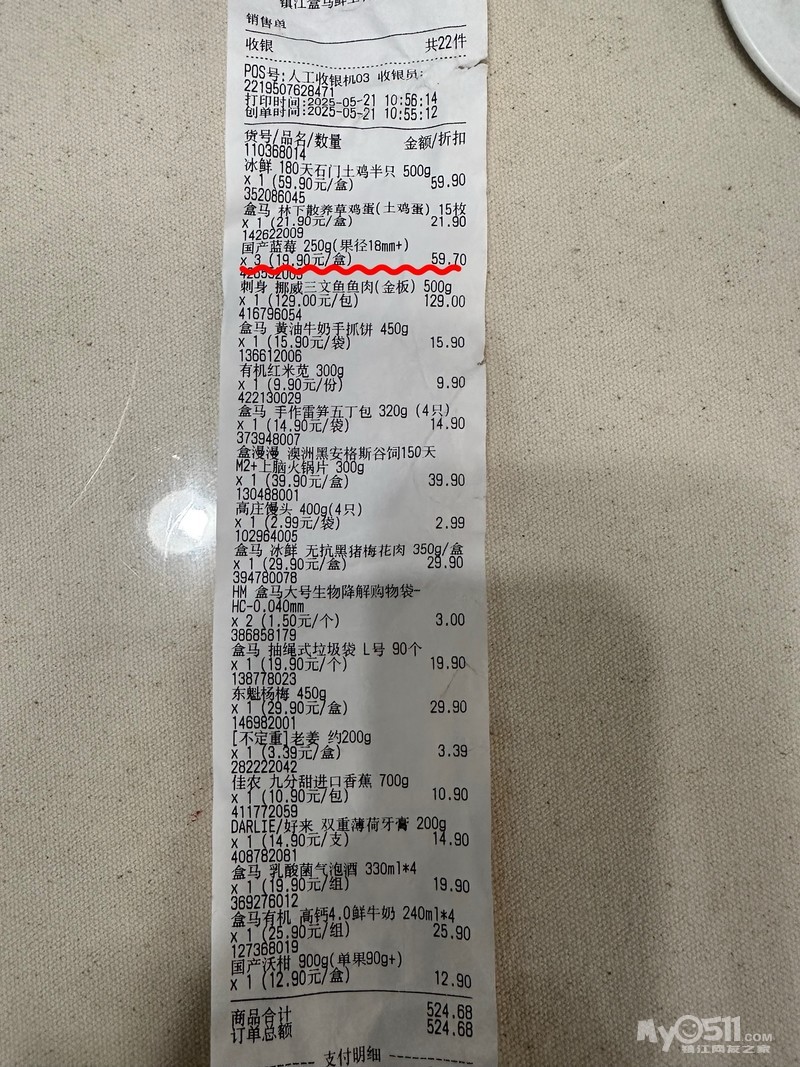 镇江盒马鲜生
销售单
收银 共22件
POS号:人工收银机03 收银员:
2219507628471
打印时间:2025-05-21 10:56:14
创单时间:2025-05-21 10:55:12
货号/品名/数量 金额/折扣
110368014
冰鲜 180天石门土鸡半只 500g
x 1 (59.90元/盒) 59.90
352086045
盒马 林下散养草鸡蛋(土鸡蛋) 15枚
x 1 (21.90元/盒) 21.90
142622009
国产蓝莓 250g(果径18mm+)
x 3 (19.90元/盒) 59.70
刺身 挪威三文鱼鱼肉(金板) 500g
x 1 (129.00元/包) 129.00
416796054
盒马 黄油牛奶手抓饼 450g
x 1 (15.90元/袋) 15.90
136612006
有机红米苋 300g
x 1 (9.90元/份) 9.90
422130029
盒马 手作雷笋五丁包 320g (4只)
x 1 (14.90元/袋) 14.90
373948007
盒漫漫 澳洲黑安格斯谷饲150天
M2+上脑火锅片 300g
x 1 (39.90元/盒) 39.90
130488001
高庄馒头 400g(4只)
x 1 (2.99元/袋) 2.99
102964005
盒马 冰鲜 无抗黑猪梅花肉 350g/盒
x 1 (29.90元/盒) 29.90
394780078
HM 盒马大号生物降解购物袋-
HC-0.040mm
x 2 (1.50元/个) 3.00
386858179
盒马 抽绳式垃圾袋 L号 90个
x 1 (19.90元/个) 19.90
138778023
东魁杨梅 450g
x 1 (29.90元/盒) 29.90
146982001
[不定重]老姜 约200g
x 1 (3.39元/盒) 3.39
282222042
佳农 九分甜进口香蕉 700g
x 1 (10.90元/包) 10.90
411772059
DARLIE/好来 双重薄荷牙膏 200g
x 1 (14.90元/支) 14.90
408782081
盒马 乳酸菌气泡酒 330ml*4
x 1 (19.90元/组) 19.90
369276012
盒马有机 高钙4.0鲜牛奶 240ml*4
x 1 (25.90元/组) 25.90
127368019
国产沃柑 900g(单果90g+)
x 1 (12.90元/盒) 12.90
商品合计 524.68
订单总额 524.68
支付明细
My0511.COM
镇江网友之家